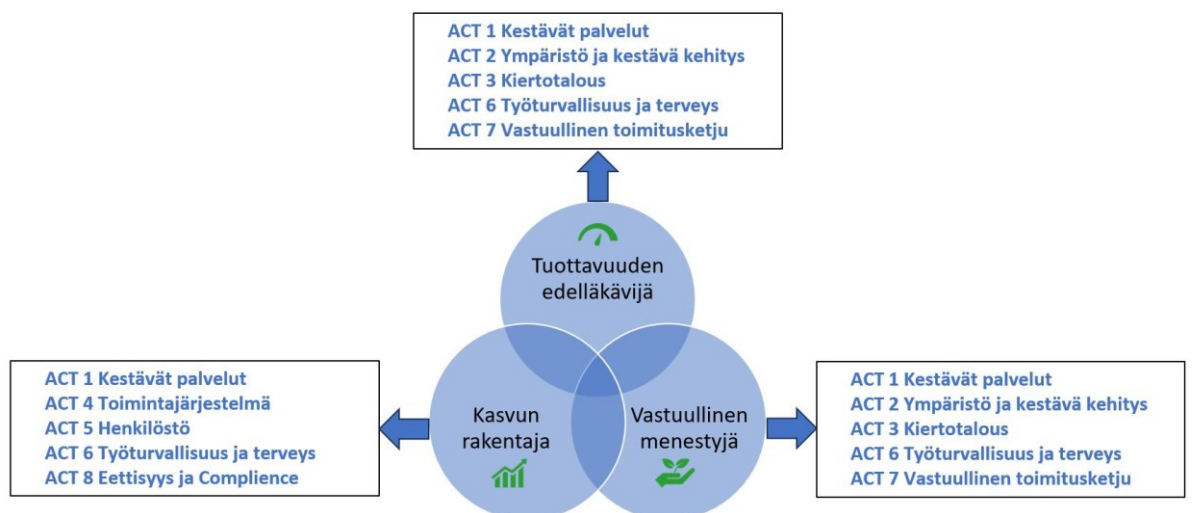 ACT 1 Kestävät palvelut
ACT 2 Ympäristö ja kestävä kehitys
ACT 3 Kiertotalous
ACT 6 Työturvallisuus ja terveys
ACT 7 Vastuullinen toimitusketju
Tuottavuuden
edelläkävijä
ACT 1 Kestävät palvelut
ACT 4 Toimintajärjestelmä
ACT 5 Henkilöstö
ACT 6 Työturvallisuus ja terveys
ACT 8 Eettisyys ja Complience
Kasvun
rakentaja
Vastuullinen
menestyjä
ACT 1 Kestävät palvelut
ACT 2 Ympäristö ja kestävä kehitys
ACT 3 Kiertotalous
ACT 6 Työturvallisuus ja terveys
ACT 7 Vastuullinen toimitusketju